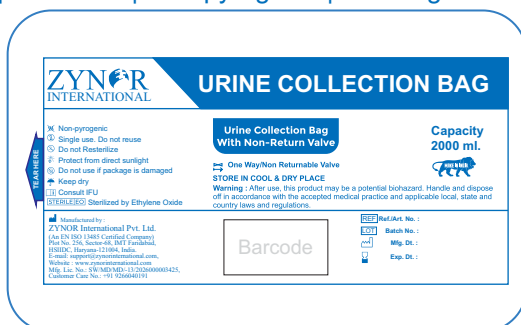 ZYNOR
INTERNATIONAL
URINE COLLECTION BAG
Non-pyrogenic
Single use. Do not reuse
Do not Resterilize
Protect from direct sunlight
Do not use if package is damaged
Keep dry
Consult IFU
STERILE EO Sterilized by Ethylene Oxide
TEAR HERE
Urine Collection Bag
With Non-Return Valve
One Way/Non Returnable Valve
STORE IN COOL & DRY PLACE
Warning : After use, this product may be a potential biohazard. Handle and dispose
off in accordance with the accepted medical practice and applicable local, state and
country laws and regulations.
Capacity
2000 ml.
Manufactured by :
ZYNOR International Pvt. Ltd.
(An EN ISO 13485 Certified Company)
Plot No. 256, Sector-68, IMT Faridabad,
HSIIDC, Haryana-121004, India.
E-mail: support@zynorinternational.com,
Website : www.zynorinternational.com
Mfg. Lic. No.: SW/MD/MD/-13/2026000003425,
Customer Care No.: +91 9266040191
Barcode
REF Ref./Art. No. :
LOT Batch No. :
Mfg. Dt. :
Exp. Dt. :